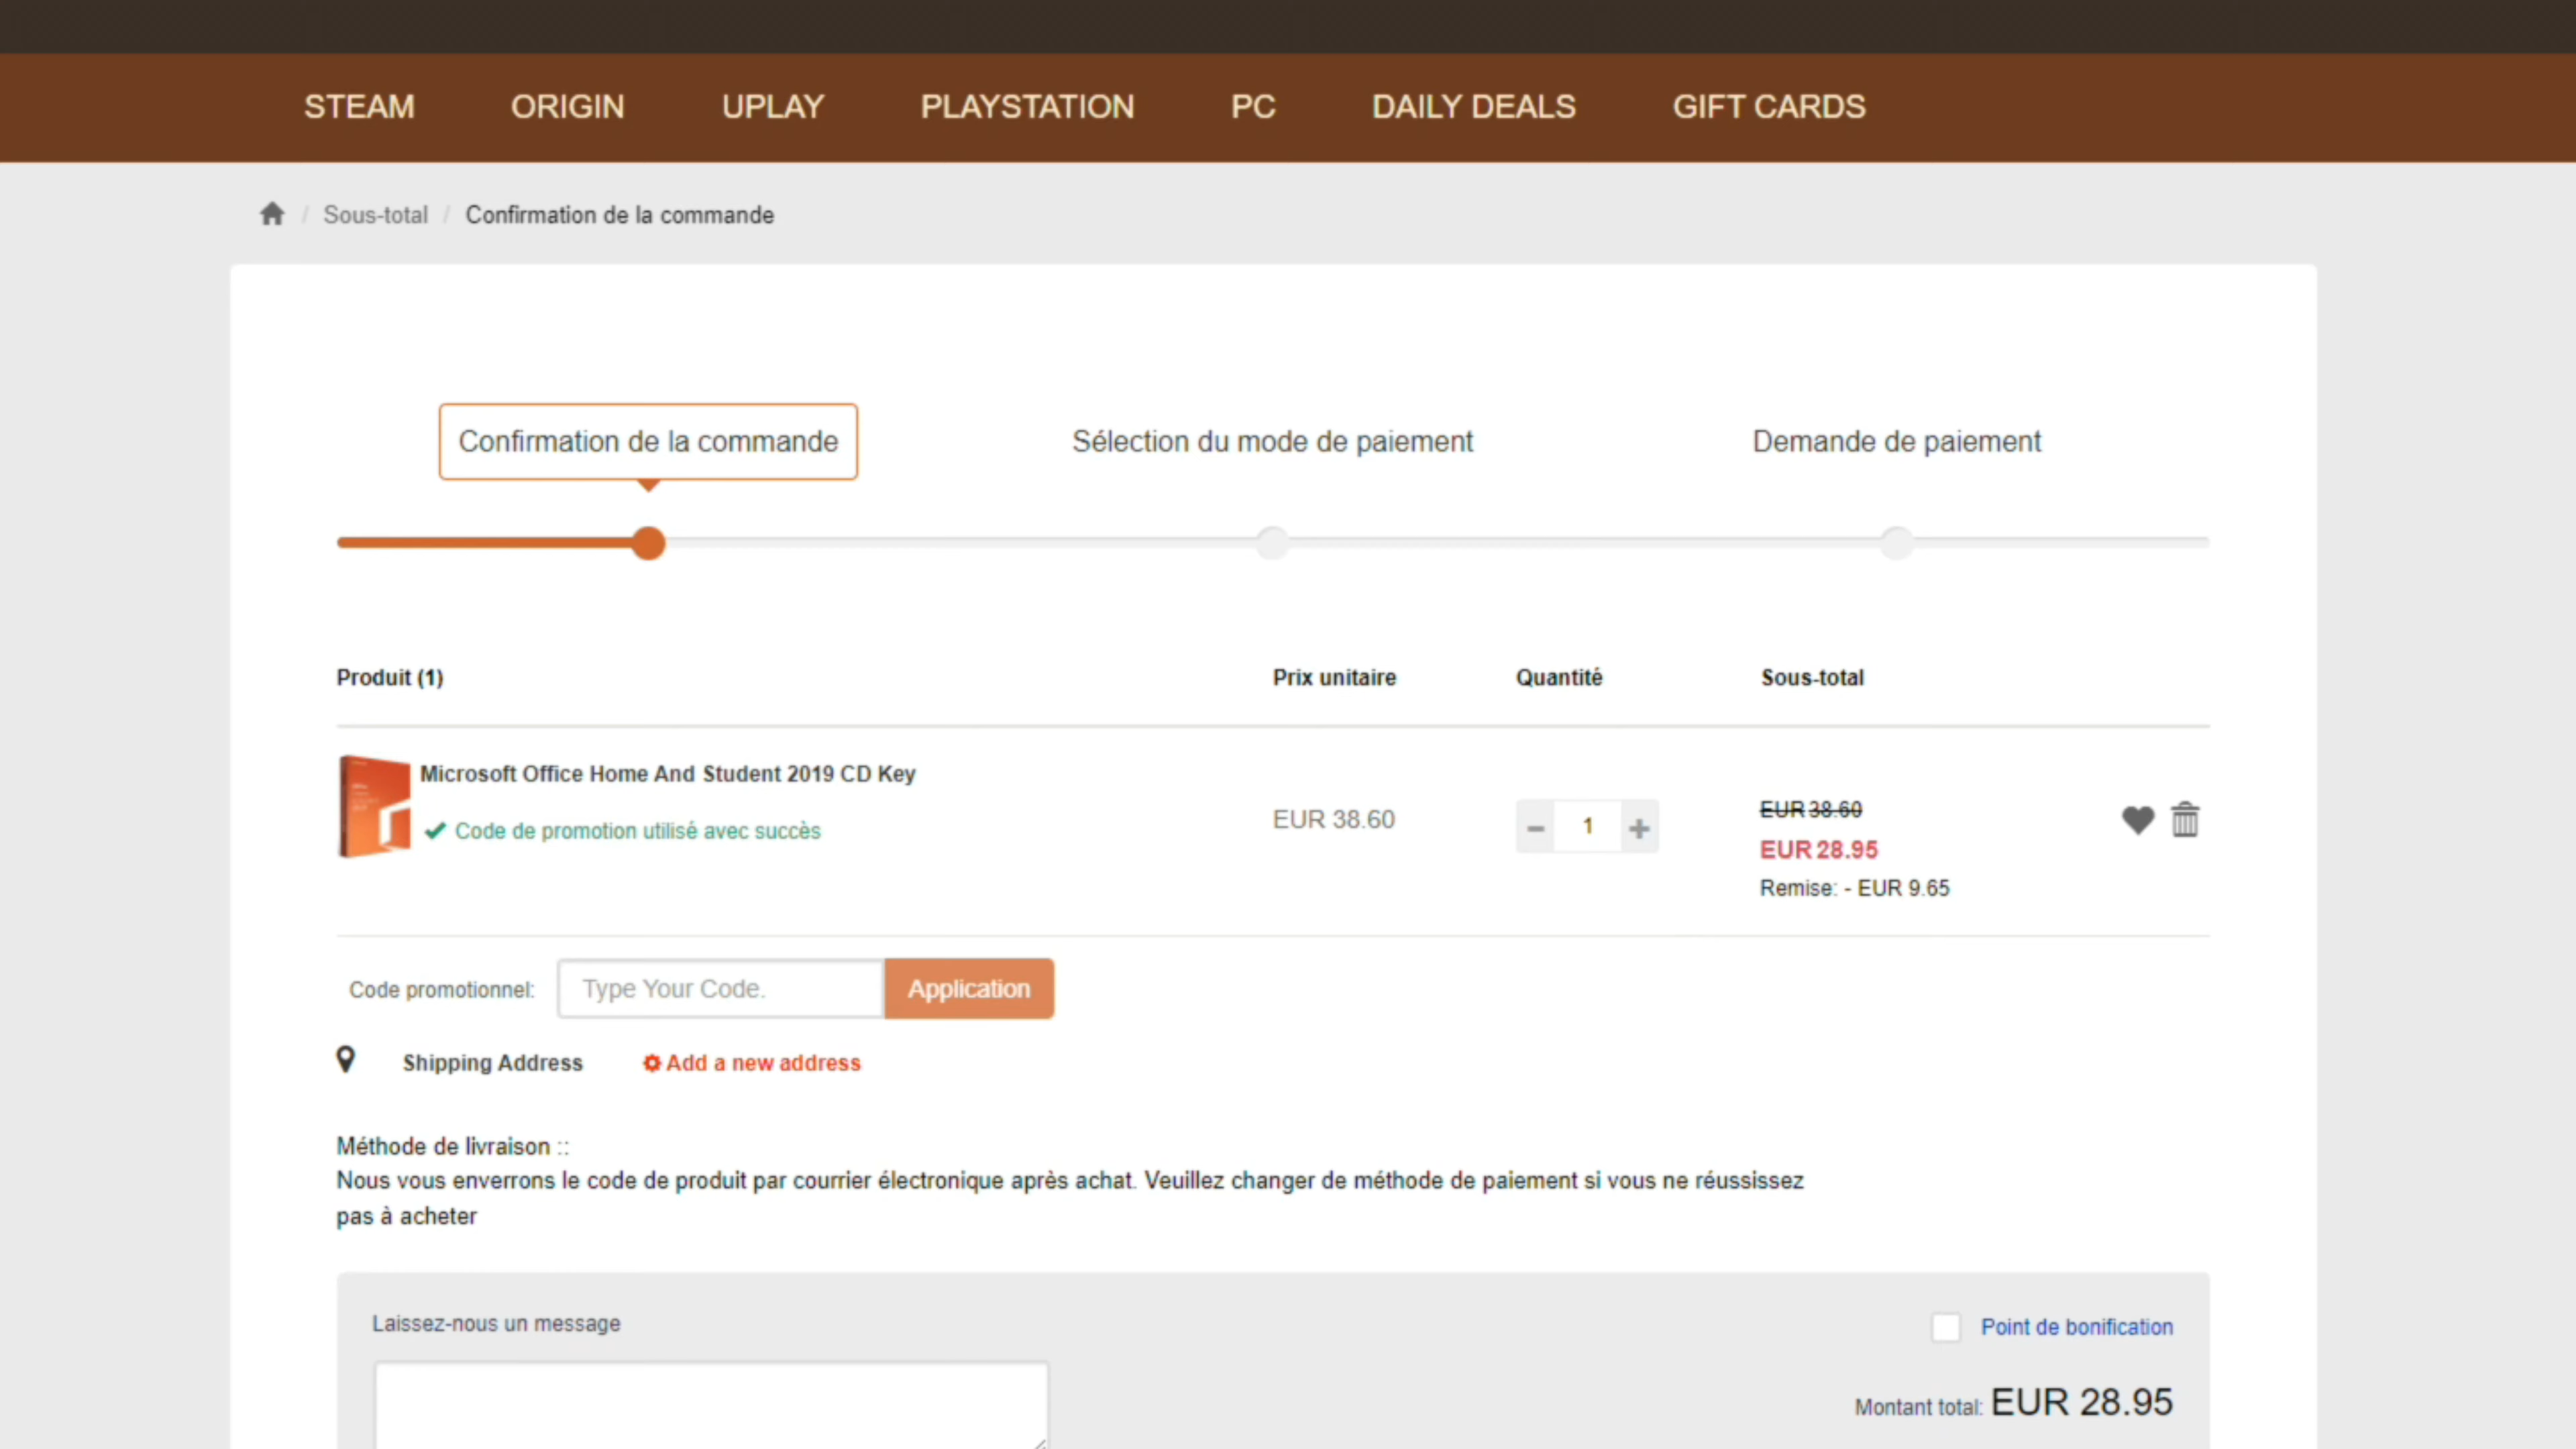 STEAM ORIGIN UPLAY PLAYSTATION PC DAILY DEALS GIFT CARDS
/ Sous-total / Confirmation de la commande
Confirmation de la commande Sélection du mode de paiement Demande de paiement
Produit (1) Prix unitaire Quantité Sous-total
Microsoft Office Home And Student 2019 CD Key
Code de promotion utilisé avec succès
EUR 38.60
− 1 +
EUR 38.60
EUR 28.95
Remise: - EUR 9.65
Code promotionnel: Type Your Code. Application
Shipping Address Add a new address
Méthode de livraison ::
Nous vous enverrons le code de produit par courrier électronique après achat. Veuillez changer de méthode de paiement si vous ne réussissez
pas à acheter
Laissez-nous un message
Point de bonification
Montant total: EUR 28.95